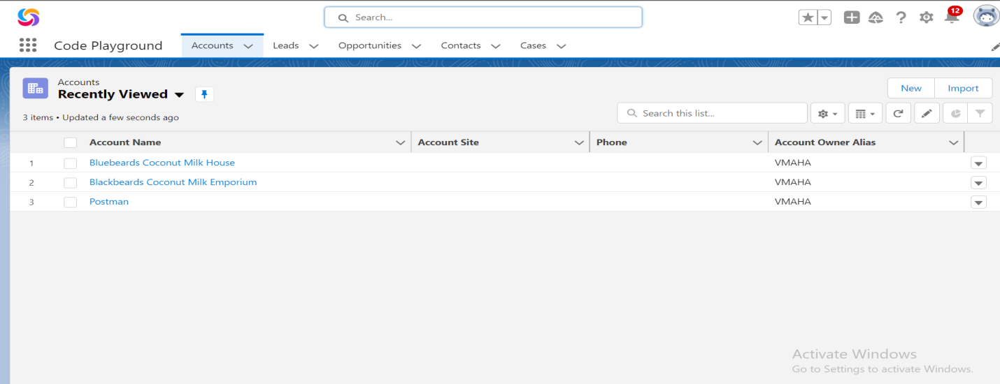 Search...
12
Code Playground
Accounts Leads Opportunities Contacts Cases
Accounts
Recently Viewed
New Import
3 items • Updated a few seconds ago
Search this list...
Account Name Account Site Phone Account Owner Alias
1 Bluebeards Coconut Milk House VMAHA
2 Blackbeards Coconut Milk Emporium VMAHA
3 Postman VMAHA
Activate Windows
Go to Settings to activate Windows.